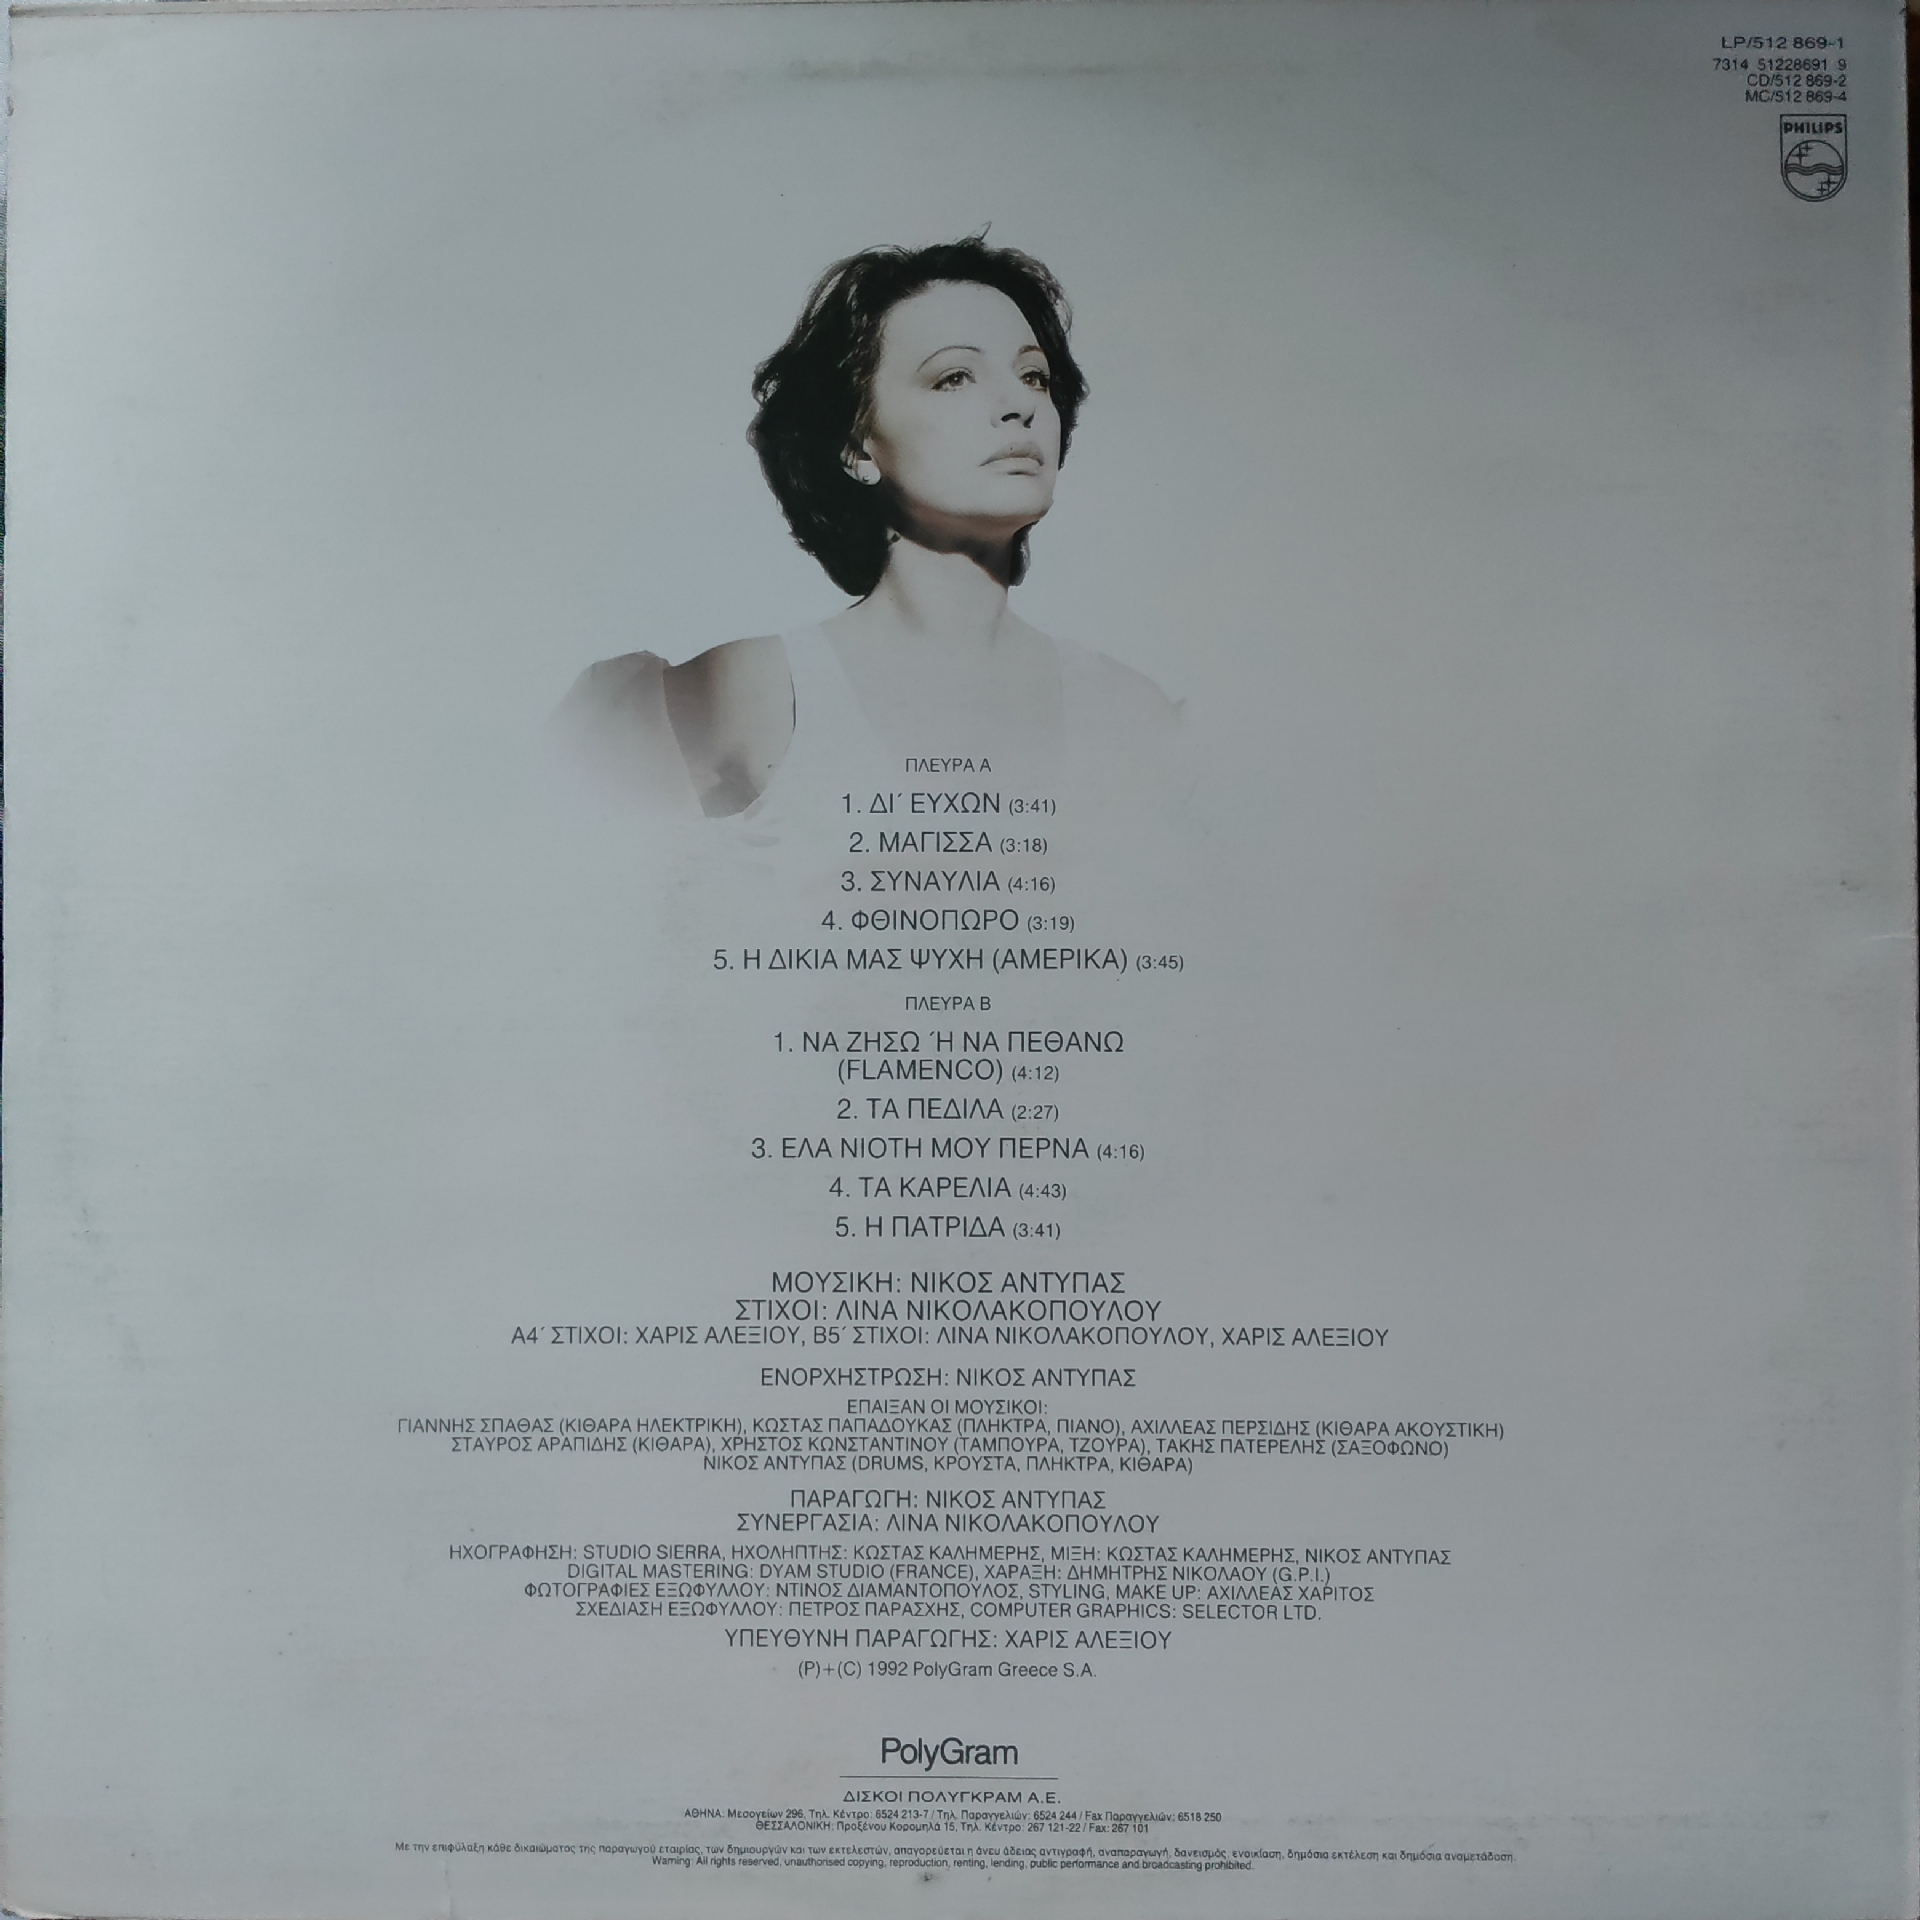 LP/512 869-1
7314 51228691 9
CD/512 869-2
MC/512 869-4
PHILIPS
ΠΛΕΥΡΑ Α
1. ΔΙ΄ ΕΥΧΩΝ (3:41)
2. ΜΑΓΙΣΣΑ (3:18)
3. ΣΥΝΑΥΛΙΑ (4:16)
4. ΦΘΙΝΟΠΩΡΟ (3:19)
5. Η ΔΙΚΙΑ ΜΑΣ ΨΥΧΗ (ΑΜΕΡΙΚΑ) (3:45)
ΠΛΕΥΡΑ Β
1. ΝΑ ΖΗΣΩ ΄Η ΝΑ ΠΕΘΑΝΩ
(FLAMENCO) (4:12)
2. ΤΑ ΠΕΔΙΛΑ (2:27)
3. ΕΛΑ ΝΙΟΤΗ ΜΟΥ ΠΕΡΝΑ (4:16)
4. ΤΑ ΚΑΡΕΛΙΑ (4:43)
5. Η ΠΑΤΡΙΔΑ (3:41)
ΜΟΥΣΙΚΗ: ΝΙΚΟΣ ΑΝΤΥΠΑΣ
ΣΤΙΧΟΙ: ΛΙΝΑ ΝΙΚΟΛΑΚΟΠΟΥΛΟΥ
Α4΄ ΣΤΙΧΟΙ: ΧΑΡΙΣ ΑΛΕΞΙΟΥ, Β5΄ ΣΤΙΧΟΙ: ΛΙΝΑ ΝΙΚΟΛΑΚΟΠΟΥΛΟΥ, ΧΑΡΙΣ ΑΛΕΞΙΟΥ
ΕΝΟΡΧΗΣΤΡΩΣΗ: ΝΙΚΟΣ ΑΝΤΥΠΑΣ
ΕΠΑΙΞΑΝ ΟΙ ΜΟΥΣΙΚΟΙ:
ΓΙΑΝΝΗΣ ΣΠΑΘΑΣ (ΚΙΘΑΡΑ ΗΛΕΚΤΡΙΚΗ), ΚΩΣΤΑΣ ΠΑΠΑΔΟΥΚΑΣ (ΠΛΗΚΤΡΑ, ΠΙΑΝΟ), ΑΧΙΛΛΕΑΣ ΠΕΡΣΙΔΗΣ (ΚΙΘΑΡΑ ΑΚΟΥΣΤΙΚΗ)
ΣΤΑΥΡΟΣ ΑΡΑΠΙΔΗΣ (ΚΙΘΑΡΑ), ΧΡΗΣΤΟΣ ΚΩΝΣΤΑΝΤΙΝΟΥ (ΤΑΜΠΟΥΡΑ, ΤΖΟΥΡΑ), ΤΑΚΗΣ ΠΑΤΕΡΕΛΗΣ (ΣΑΞΟΦΩΝΟ)
ΝΙΚΟΣ ΑΝΤΥΠΑΣ (DRUMS, ΚΡΟΥΣΤΑ, ΠΛΗΚΤΡΑ, ΚΙΘΑΡΑ)
ΠΑΡΑΓΩΓΗ: ΝΙΚΟΣ ΑΝΤΥΠΑΣ
ΣΥΝΕΡΓΑΣΙΑ: ΛΙΝΑ ΝΙΚΟΛΑΚΟΠΟΥΛΟΥ
ΗΧΟΓΡΑΦΗΣΗ: STUDIO SIERRA, ΗΧΟΛΗΠΤΗΣ: ΚΩΣΤΑΣ ΚΑΛΗΜΕΡΗΣ, ΜΙΞΗ: ΚΩΣΤΑΣ ΚΑΛΗΜΕΡΗΣ, ΝΙΚΟΣ ΑΝΤΥΠΑΣ
DIGITAL MASTERING: DYAM STUDIO (FRANCE), ΧΑΡΑΞΗ: ΔΗΜΗΤΡΗΣ ΝΙΚΟΛΑΟΥ (G.P.I.)
ΦΩΤΟΓΡΑΦΙΕΣ ΕΞΩΦΥΛΛΟΥ: ΝΤΙΝΟΣ ΔΙΑΜΑΝΤΟΠΟΥΛΟΣ, STYLING, MAKE UP: ΑΧΙΛΛΕΑΣ ΧΑΡΙΤΟΣ
ΣΧΕΔΙΑΣΗ ΕΞΩΦΥΛΛΟΥ: ΠΕΤΡΟΣ ΠΑΡΑΣΧΗΣ, COMPUTER GRAPHICS: SELECTOR LTD.
ΥΠΕΥΘΥΝΗ ΠΑΡΑΓΩΓΗΣ: ΧΑΡΙΣ ΑΛΕΞΙΟΥ
(P)+(C) 1992 PolyGram Greece S.A.
PolyGram
ΔΙΣΚΟΙ ΠΟΛΥΓΚΡΑΜ Α.Ε.
ΑΘΗΝΑ: Μεσογείων 296, Τηλ. Κέντρο: 6524 213-7 / Τηλ. Παραγγελιών: 6524 244 / Fax Παραγγελιών: 6518 250
ΘΕΣΣΑΛΟΝΙΚΗ: Προξένου Κορομηλά 15, Τηλ. Κέντρο: 267 121-22 / Fax: 267 101
Με την επιφύλαξη κάθε δικαιώματος της παραγωγού εταιρίας, των δημιουργών και των εκτελεστών, απαγορεύεται η άνευ άδειας αντιγραφή, αναπαραγωγή, δανεισμός, ενοικίαση, δημόσια εκτέλεση και δημόσια αναμετάδοση.
Warning: All rights reserved, unauthorised copying, reproduction, renting, lending, public performance and broadcasting prohibited.